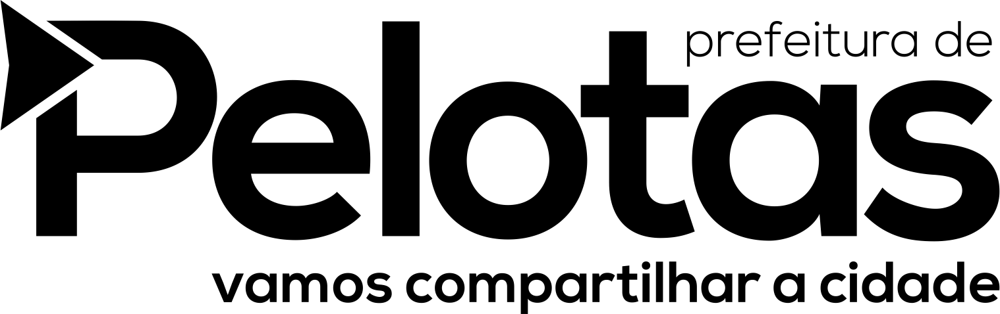 prefeitura de
Pelotas
vamos compartilhar a cidade